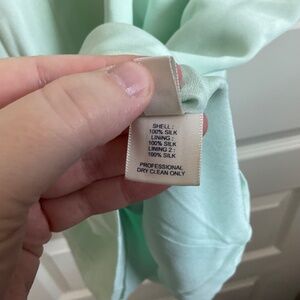 SHELL :
100% SILK
LINING :
100% SILK
LINING 2 :
100% SILK
PROFESSIONAL
DRY CLEAN ONLY